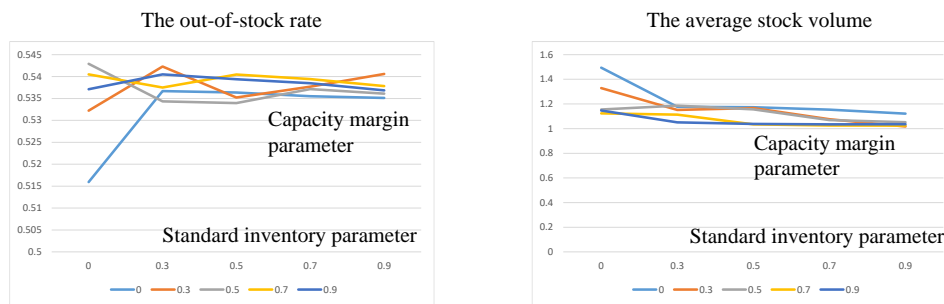 The out-of-stock rate
0.545
0.54
0.535
0.53
0.525
0.52
0.515
0.51
0.505
0.5
Capacity margin
parameter
Standard inventory parameter
0 0.3 0.5 0.7 0.9
0 0.3 0.5 0.7 0.9
The average stock volume
1.6
1.4
1.2
1
0.8
0.6
0.4
0.2
0
Capacity margin
parameter
Standard inventory parameter
0 0.3 0.5 0.7 0.9
0 0.3 0.5 0.7 0.9